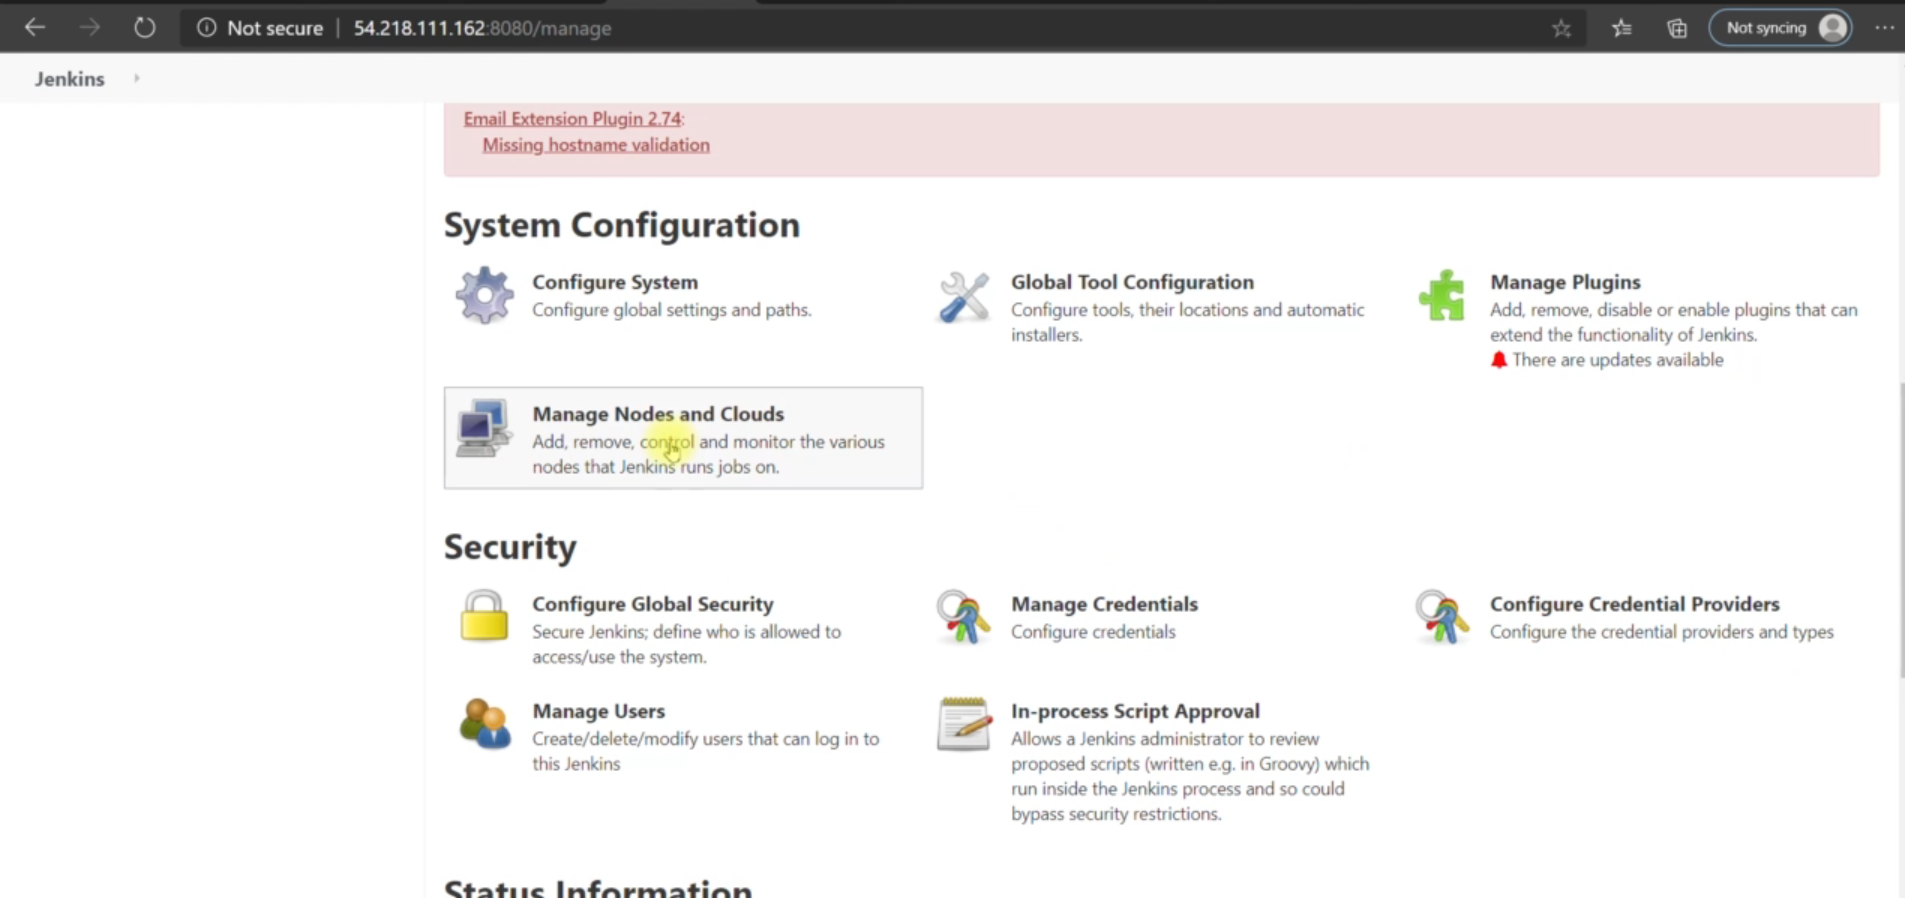 Not secure | 54.218.111.162:8080/manage
Not syncing
Jenkins
Email Extension Plugin 2.74:
Missing hostname validation
System Configuration
Configure System
Configure global settings and paths.
Global Tool Configuration
Configure tools, their locations and automatic
installers.
Manage Plugins
Add, remove, disable or enable plugins that can
extend the functionality of Jenkins.
There are updates available
Manage Nodes and Clouds
Add, remove, control and monitor the various
nodes that Jenkins runs jobs on.
Security
Configure Global Security
Secure Jenkins; define who is allowed to
access/use the system.
Manage Credentials
Configure credentials
Configure Credential Providers
Configure the credential providers and types
Manage Users
Create/delete/modify users that can log in to
this Jenkins
In-process Script Approval
Allows a Jenkins administrator to review
proposed scripts (written e.g. in Groovy) which
run inside the Jenkins process and so could
bypass security restrictions.
Status Information